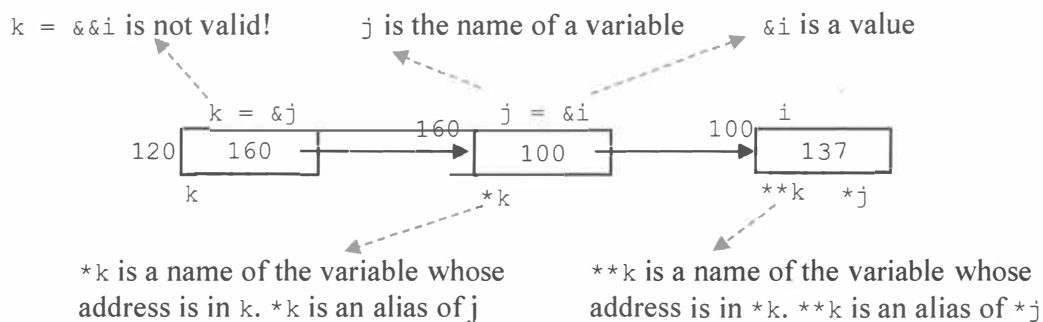 k = &&i is not valid!
j is the name of a variable
&i is a value
k = &j
j = &i
i
120
160
160
100
100
137
k
*k
**k
*j
*k is a name of the variable whose
address is in k. *k is an alias of j
**k is a name of the variable whose
address is in *k. **k is an alias of *j